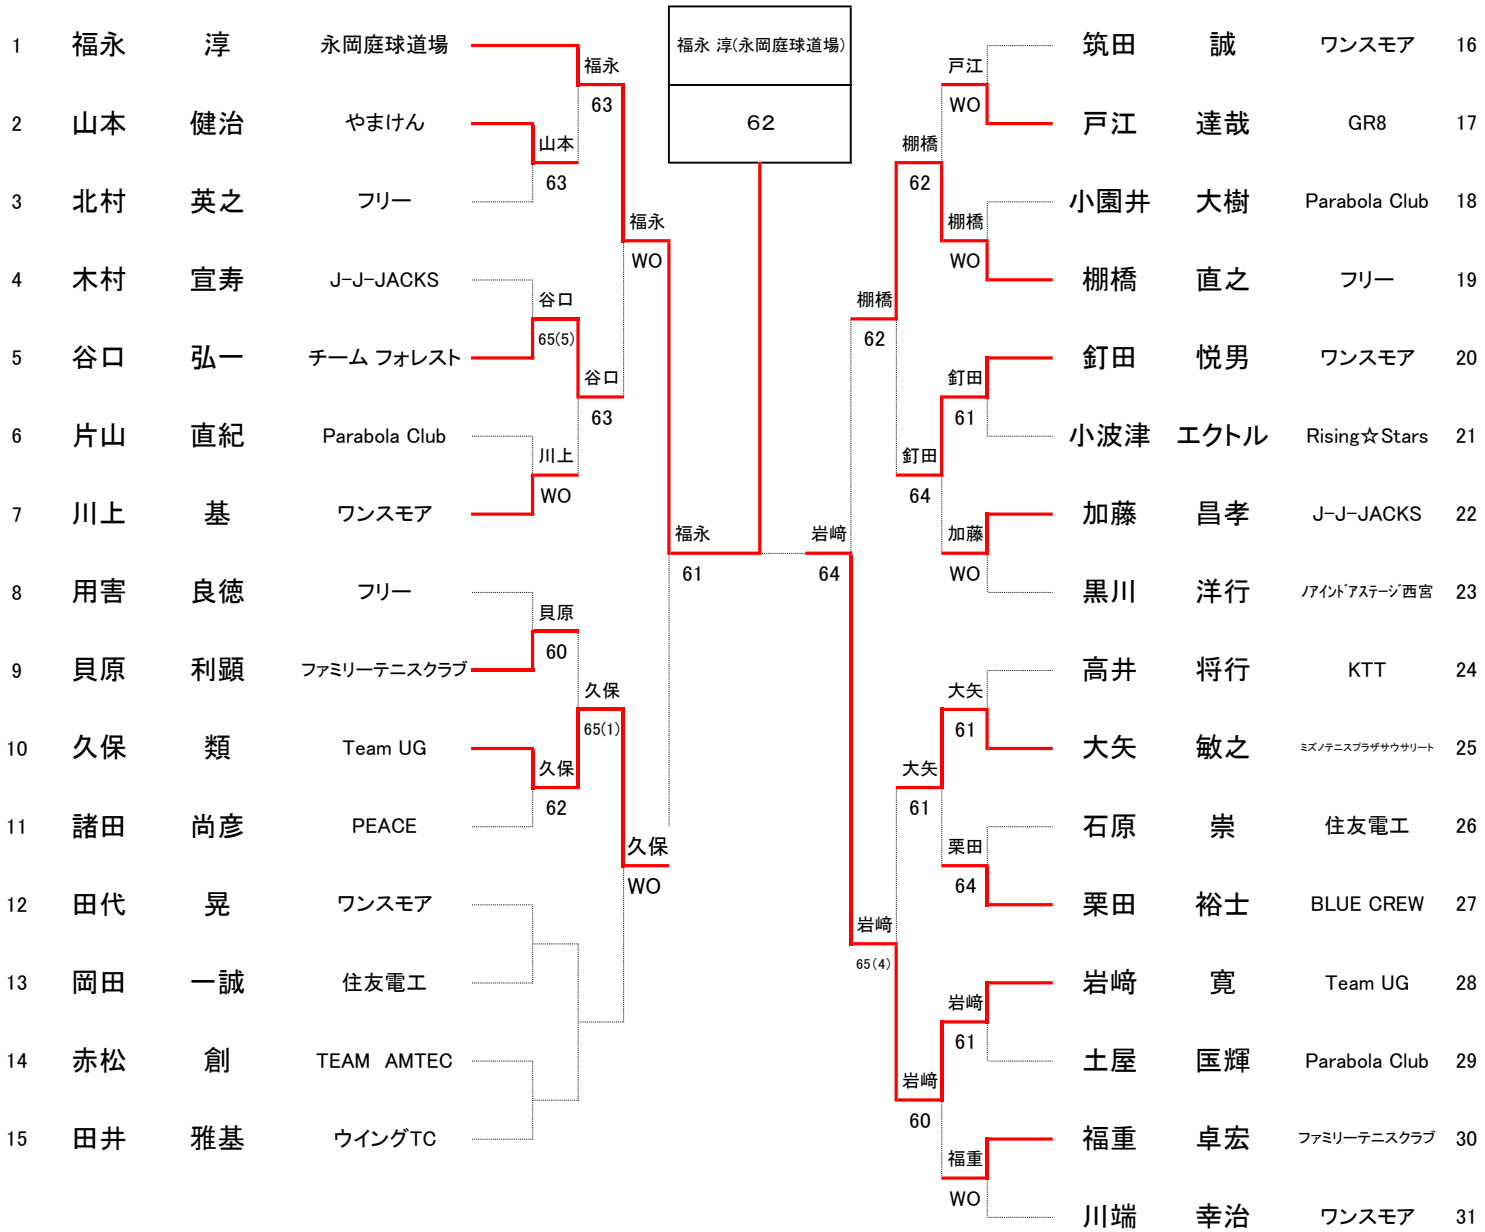 福永 淳(永岡庭球道場)
62
1 福永 淳 永岡庭球道場
2 山本 健治 やまけん
3 北村 英之 フリー
4 木村 宣寿 J-J-JACKS
5 谷口 弘一 チーム フォレスト
6 片山 直紀 Parabola Club
7 川上 基 ワンスモア
8 用害 良徳 フリー
9 貝原 利顕 ファミリーテニスクラブ
10 久保 類 Team UG
11 諸田 尚彦 PEACE
12 田代 晃 ワンスモア
13 岡田 一誠 住友電工
14 赤松 創 TEAM AMTEC
15 田井 雅基 ウイングTC
山本
63
谷口
65(5)
川上
WO
貝原
60
久保
62
福永
63
谷口
63
久保
65(1)
福永
WO
久保
WO
福永
61
岩﨑
64
棚橋
62
岩﨑
65(4)
棚橋
62
釘田
64
大矢
61
岩﨑
60
戸江
WO
棚橋
WO
釘田
61
加藤
WO
大矢
61
栗田
64
岩﨑
61
福重
WO
筑田 誠 ワンスモア 16
戸江 達哉 GR8 17
小園井 大樹 Parabola Club 18
棚橋 直之 フリー 19
釘田 悦男 ワンスモア 20
小波津 エクトル Rising☆Stars 21
加藤 昌孝 J-J-JACKS 22
黒川 洋行 ノアインドアステージ西宮 23
高井 将行 KTT 24
大矢 敏之 ミズノテニスプラザサウサリート 25
石原 崇 住友電工 26
栗田 裕士 BLUE CREW 27
岩﨑 寛 Team UG 28
土屋 匡輝 Parabola Club 29
福重 卓宏 ファミリーテニスクラブ 30
川端 幸治 ワンスモア 31